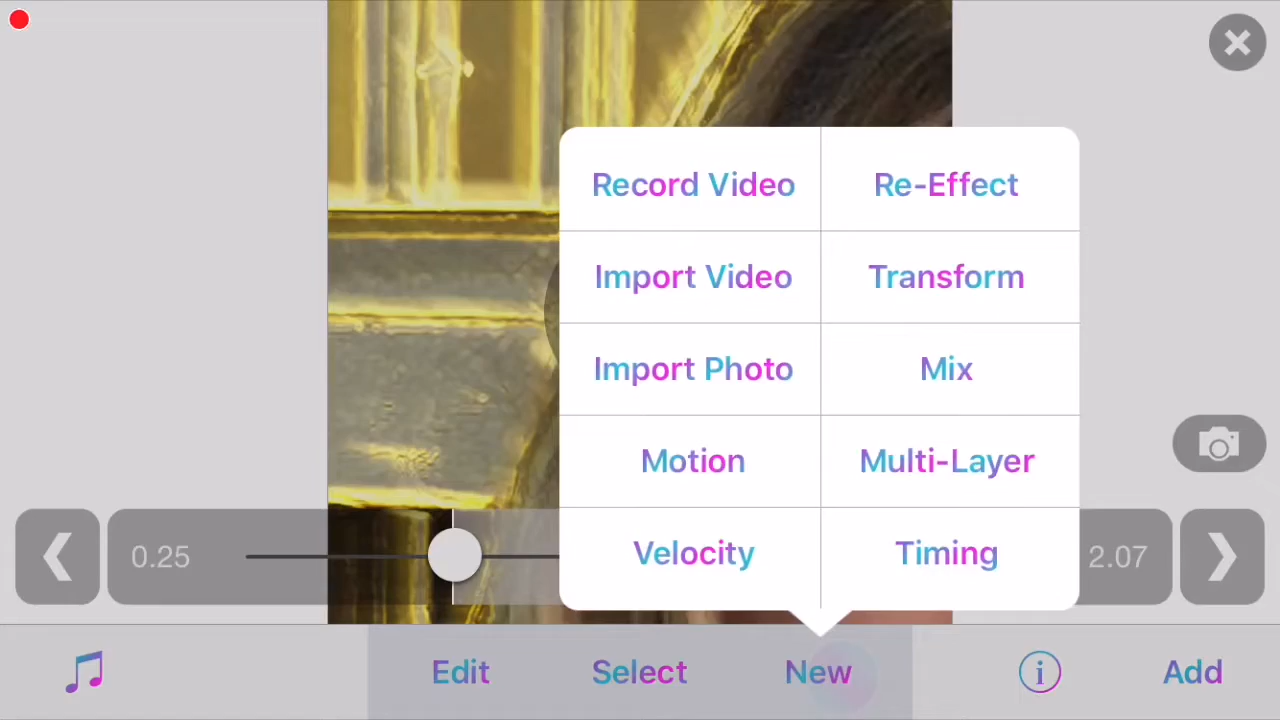 Record Video
Re-Effect
Import Video
Transform
Import Photo
Mix
Motion
Multi-Layer
Velocity
Timing
0.25
2.07
Edit
Select
New
i
Add